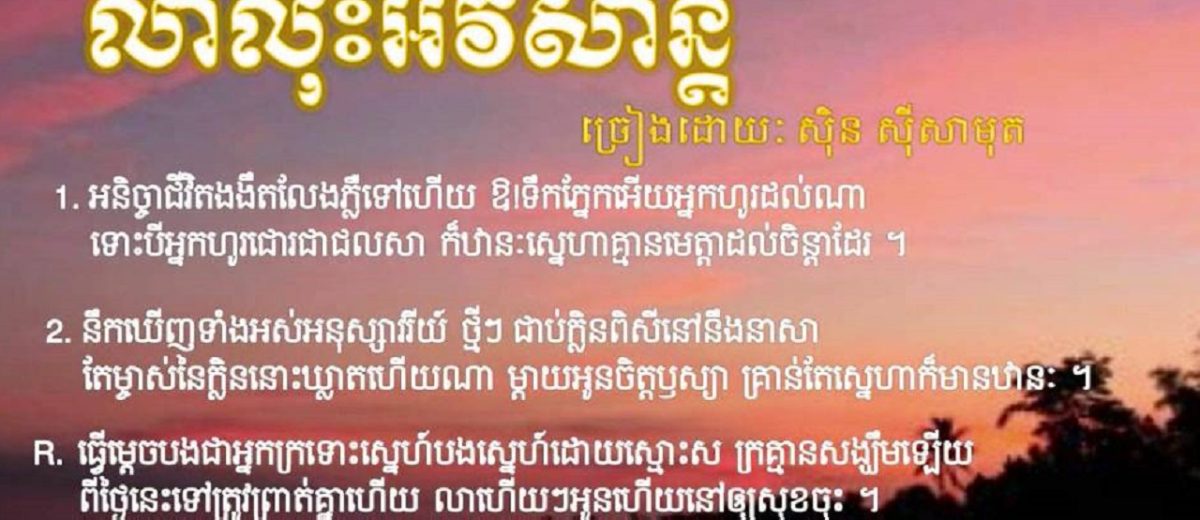 លាលុះអវសាន្ត
ច្រៀងដោយ: ស៊ិន ស៊ីសាមុត
1. អនិច្ចាជីវិតងងឹតលែងភ្លឺទៅហើយ ឱ!ទឹកភ្នែកអើយអ្នកហូរដល់ណា
ទោះបីអ្នកហូរជោរជាជលសា ក៏ឋានៈស្នេហាគ្មានមេត្តាដល់ចិន្តាដែរ ។
2. នឹកឃើញទាំងអស់អនុស្សាវរីយ៍ ថ្មីៗ ជាប់ក្លិនពិសីនៅនឹងនាសា
តែម្ចាស់នៃក្លិននោះឃ្លាតហើយណា ម្តាយអូនចិត្តឫស្យា គ្រាន់តែស្នេហាក៏មានឋានៈ ។
R. ធ្វើម្តេចបងជាអ្នកក្រទោះស្នេហ៍បងស្នេហ៍ដោយស្មោះស ក្រគ្មានសង្ឃឹមឡើយ
ពីថ្ងៃនេះទៅត្រូវព្រាត់គ្នាហើយ លាហើយៗអូនហើយនៅឲ្យសុខចុះ ។